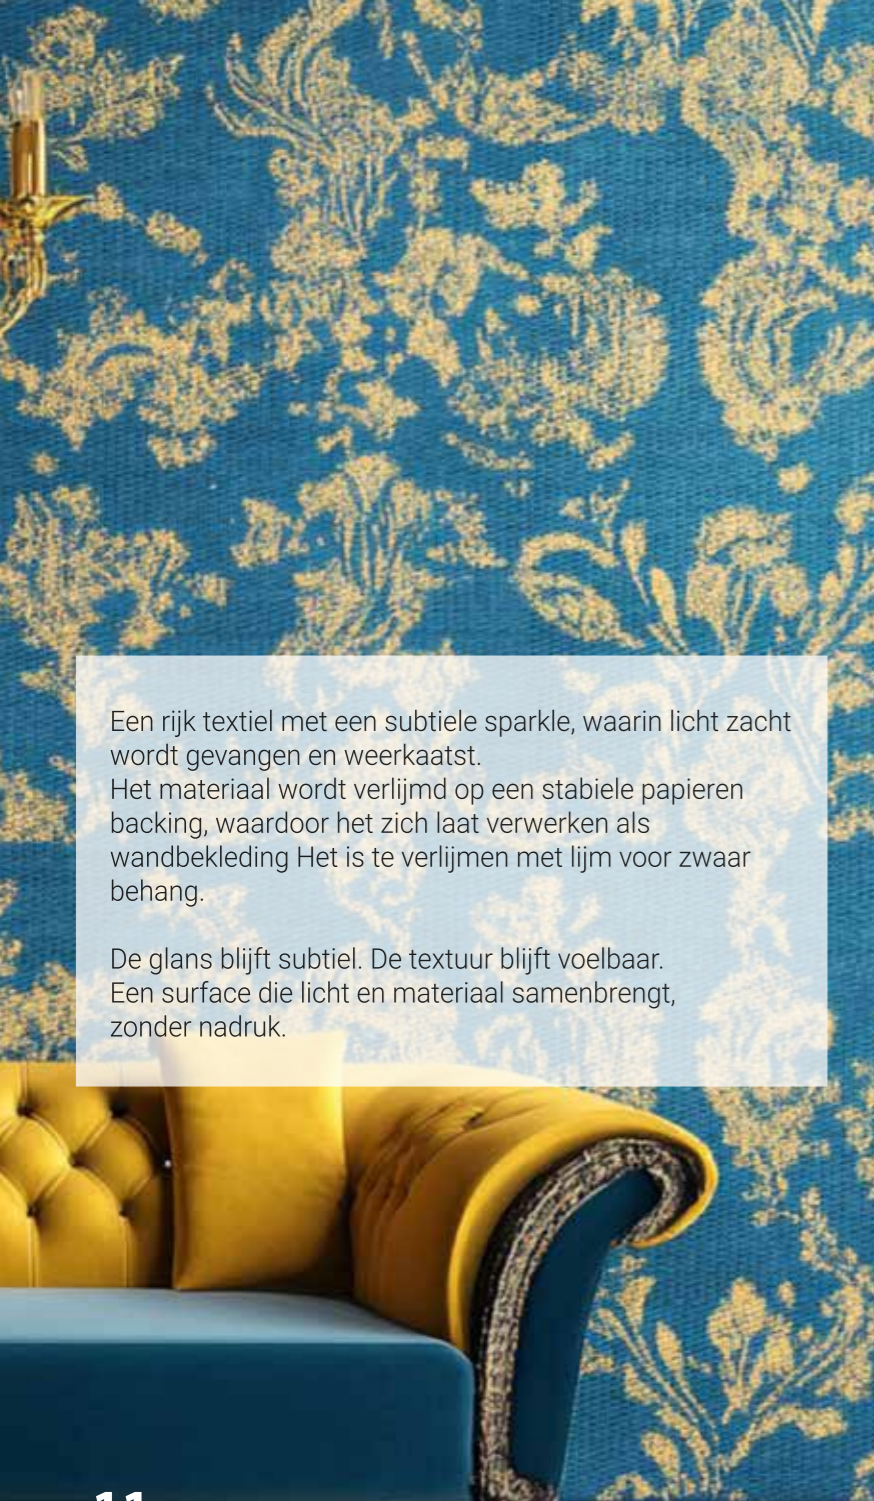 Een rijk textiel met een subtiele sparkle, waarin licht zacht
wordt gevangen en weerkaatst.
Het materiaal wordt verlijmd op een stabiele papieren
backing, waardoor het zich laat verwerken als
wandbekleding Het is te verlijmen met lijm voor zwaar
behang.

De glans blijft subtiel. De textuur blijft voelbaar.
Een surface die licht en materiaal samenbrengt,
zonder nadruk.